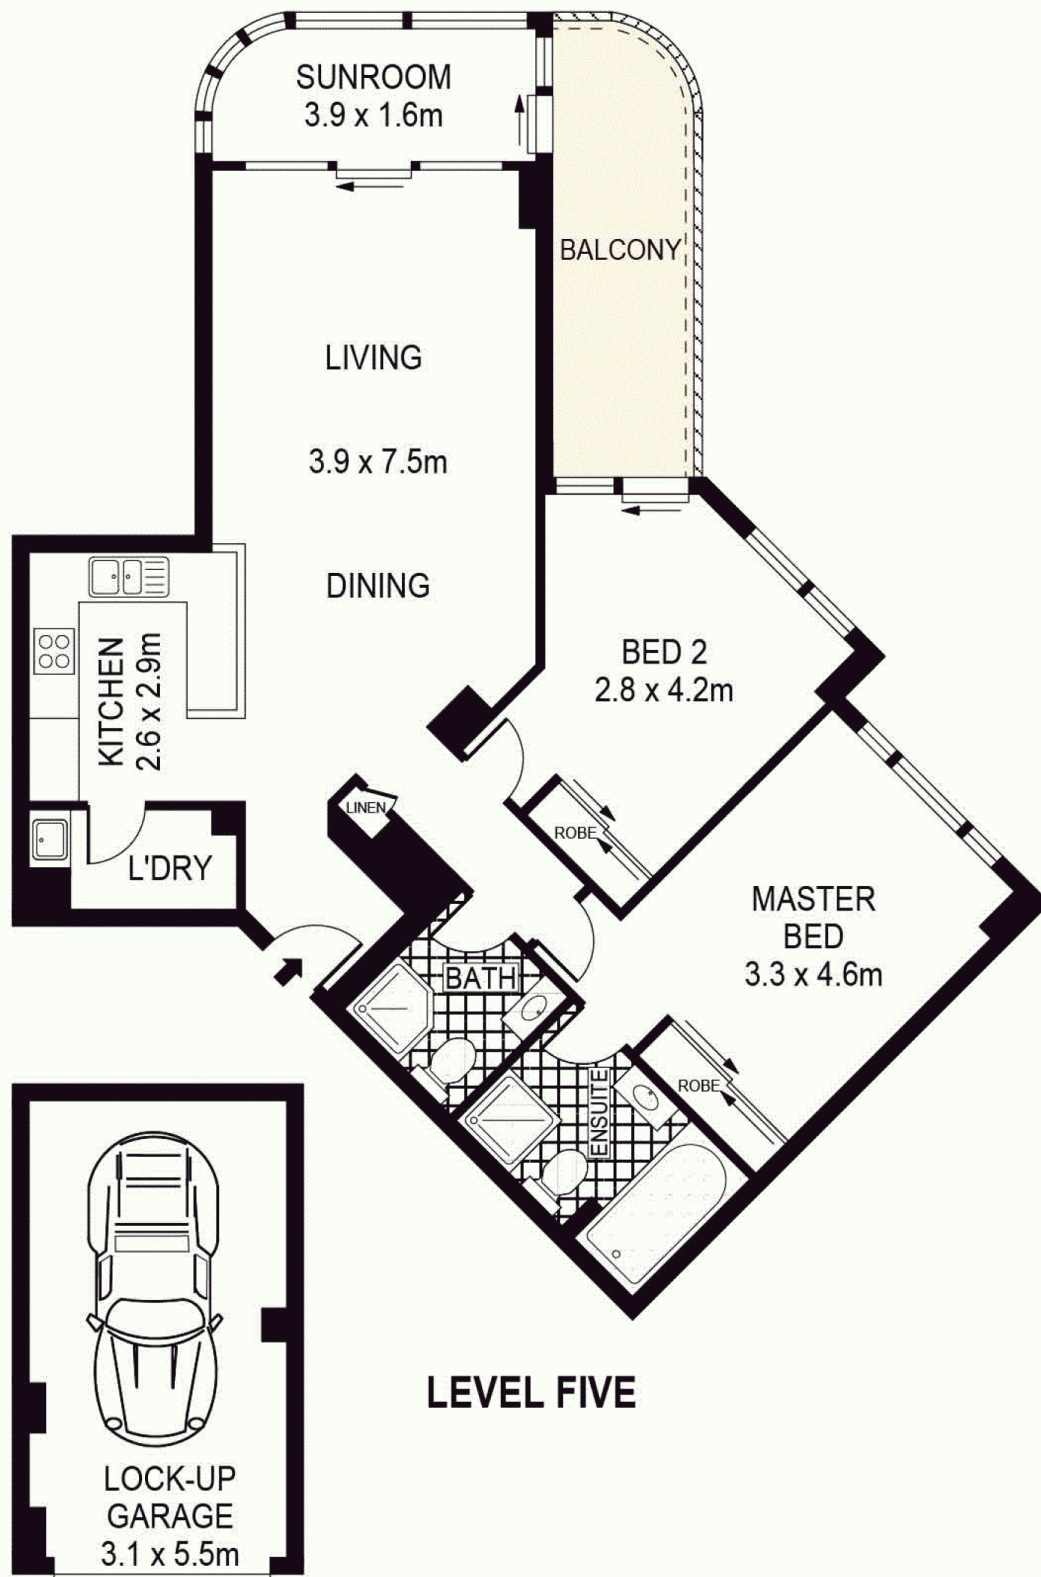 SUNROOM
3.9 x 1.6m
BALCONY
LIVING
3.9 x 7.5m
DINING
KITCHEN
2.6 x 2.9m
BED 2
2.8 x 4.2m
LINEN
ROBE
L'DRY
MASTER
BED
3.3 x 4.6m
BATH
ENSUITE
ROBE
LEVEL FIVE
LOCK-UP
GARAGE
3.1 x 5.5m